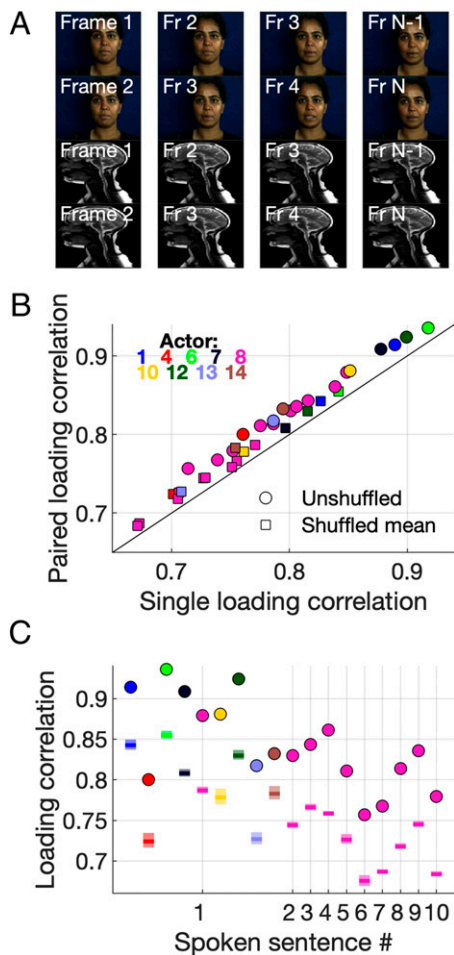 A
Frame 1 Fr 2 Fr 3 Fr N-1
Frame 2 Fr 3 Fr 4 Fr N
Frame 1 Fr 2 Fr 3 Fr N-1
Frame 2 Fr 3 Fr 4 Fr N
B
Actor:
1 4 6 7 8
10 12 13 14
Paired loading correlation
0.9
0.8
0.7
Unshuffled
Shuffled mean
0.7 0.8 0.9
Single loading correlation
C
Loading correlation
0.9
0.85
0.8
0.75
0.7
1 2 3 4 5 6 7 8 9 10
Spoken sentence #